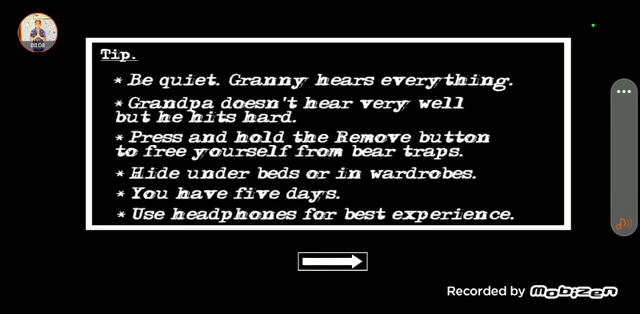 00:08
Tip.
* Be quiet. Granny hears everything.
* Grandpa doesn't hear very well
but he hits hard.
* Press and hold the Remove button
to free yourself from bear traps.
* Hide under beds or in wardrobes.
* You have five days.
* Use headphones for best experience.
Recorded by Mobizen